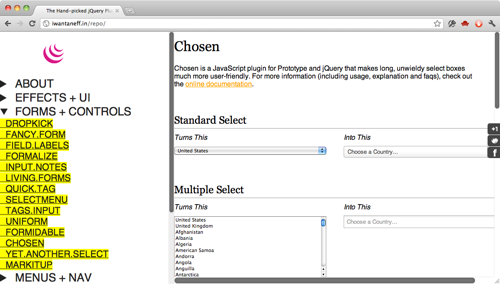 The Hand-picked jQuery Plu
iwantaneff.in/repo/
ABOUT
EFFECTS + UI
FORMS + CONTROLS
DROPKICK
FANCY.FORM
FIELD.LABELS
FORMALIZE
INPUT.NOTES
LIVING.FORMS
QUICK.TAG
SELECTMENU
TAGS.INPUT
UNIFORM
FORMIDABLE
CHOSEN
YET.ANOTHER.SELECT
MARKITUP
MENUS + NAV
Chosen
Chosen is a JavaScript plugin for Prototype and jQuery that makes long, unwieldy select boxes
much more user-friendly. For more information (including usage, explanation and faqs), check out
the online documentation.
Standard Select
Turns This
Into This
United States
Choose a Country...
Multiple Select
Turns This
Into This
United States
United Kingdom
Afghanistan
Albania
Algeria
American Samoa
Andorra
Angola
Anguilla
Antarctica
Choose a Country...
+1
f